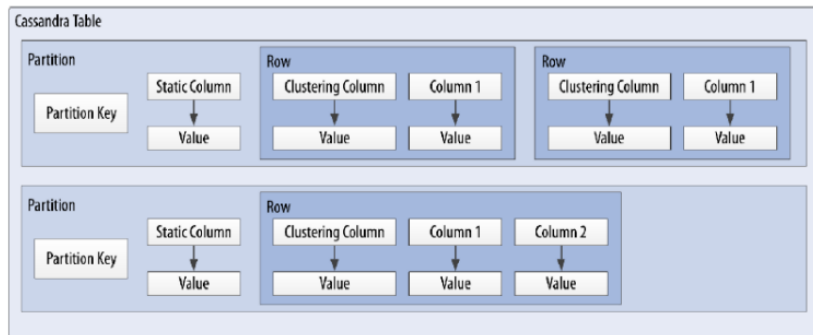 Cassandra Table
Partition
Partition Key
Static Column
Value
Row
Clustering Column
Column 1
Value
Value
Row
Clustering Column
Column 1
Value
Value
Partition
Partition Key
Static Column
Value
Row
Clustering Column
Column 1
Column 2
Value
Value
Value